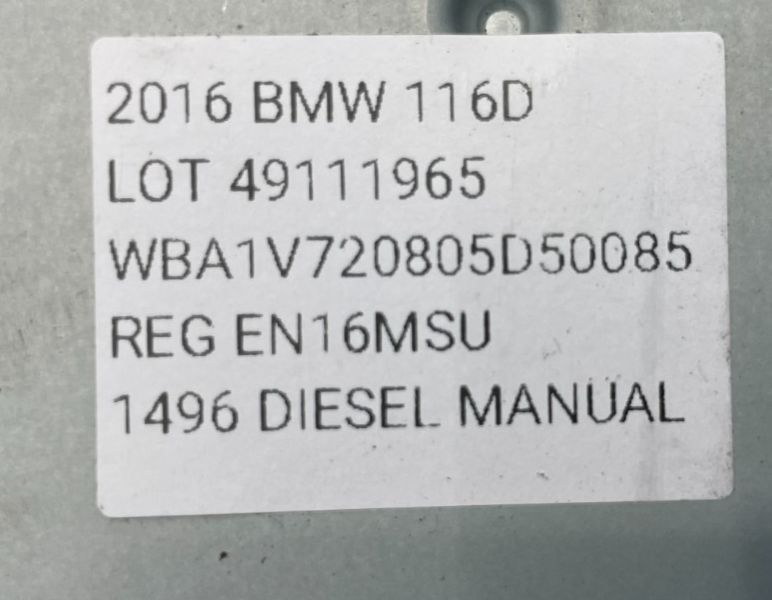 2016 BMW 116D
LOT 49111965
WBA1V720805D50085
REG EN16MSU
1496 DIESEL MANUAL